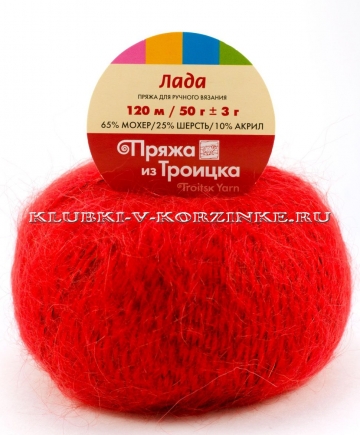 Лада
ПРЯЖА ДЛЯ РУЧНОГО ВЯЗАНИЯ
120 м / 50 г ± 3 г
65% МОХЕР/25% ШЕРСТЬ/10% АКРИЛ
Пряжа
из Троицка
Troitsk Yarn
KLUBKI-V-KORZINKE.RU